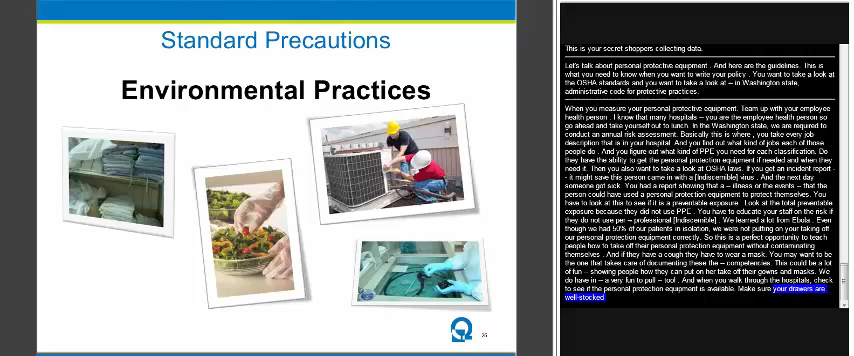 Standard Precautions
Environmental Practices
25
This is your secret shoppers collecting data.
Let's talk about personal protective equipment . And here are the guidelines. This is
what you need to know when you want to write your policy . You want to take a look at
the OSHA standards and you want to take a look at -- in Washington state,
administrative code for protective practices.
When you measure your personal protective equipment. Team up with your employee
health person . I know that many hospitals -- you are the employee health person so
go ahead and take yourself out to lunch. In the Washington state, we are required to
conduct an annual risk assessment. Basically this is where , you take every job
description that is in your hospital. And you find out what kind of jobs each of those
people do . And you figure out what kind of PPE you need for each classification. Do
they have the ability to get the personal protection equipment if needed and when they
need it. Then you also want to take a look at OSHA laws. If you get an incident report -
- it might save this person came in with a [Indiscernible] virus . And the next day
someone got sick. You had a report showing that a -- illness or the events -- that the
person could have used a personal protection equipment to protect themselves. You
have to look at this to see if it is a preventable exposure . Look at the total preventable
exposure because they did not use PPE . You have to educate your staff on the risk if
they do not use per -- professional [Indiscernible] . We learned a lot from Ebola . Even
though we had 50% of our patients in isolation, we were not putting on your taking off
our personal protection equipment correctly. So this is a perfect opportunity to teach
people how to take off their personal protection equipment without contaminating
themselves . And if they have a cough they have to wear a mask. You may want to be
the one that takes care of documenting these the -- competencies. This could be a lot
of fun -- showing people how they can put on her take off their gowns and masks. We
do have in -- a very fun to pull -- tool . And when you walk through the hospitals, check
to see if the personal protection equipment is available. Make sure your drawers are
well-stocked